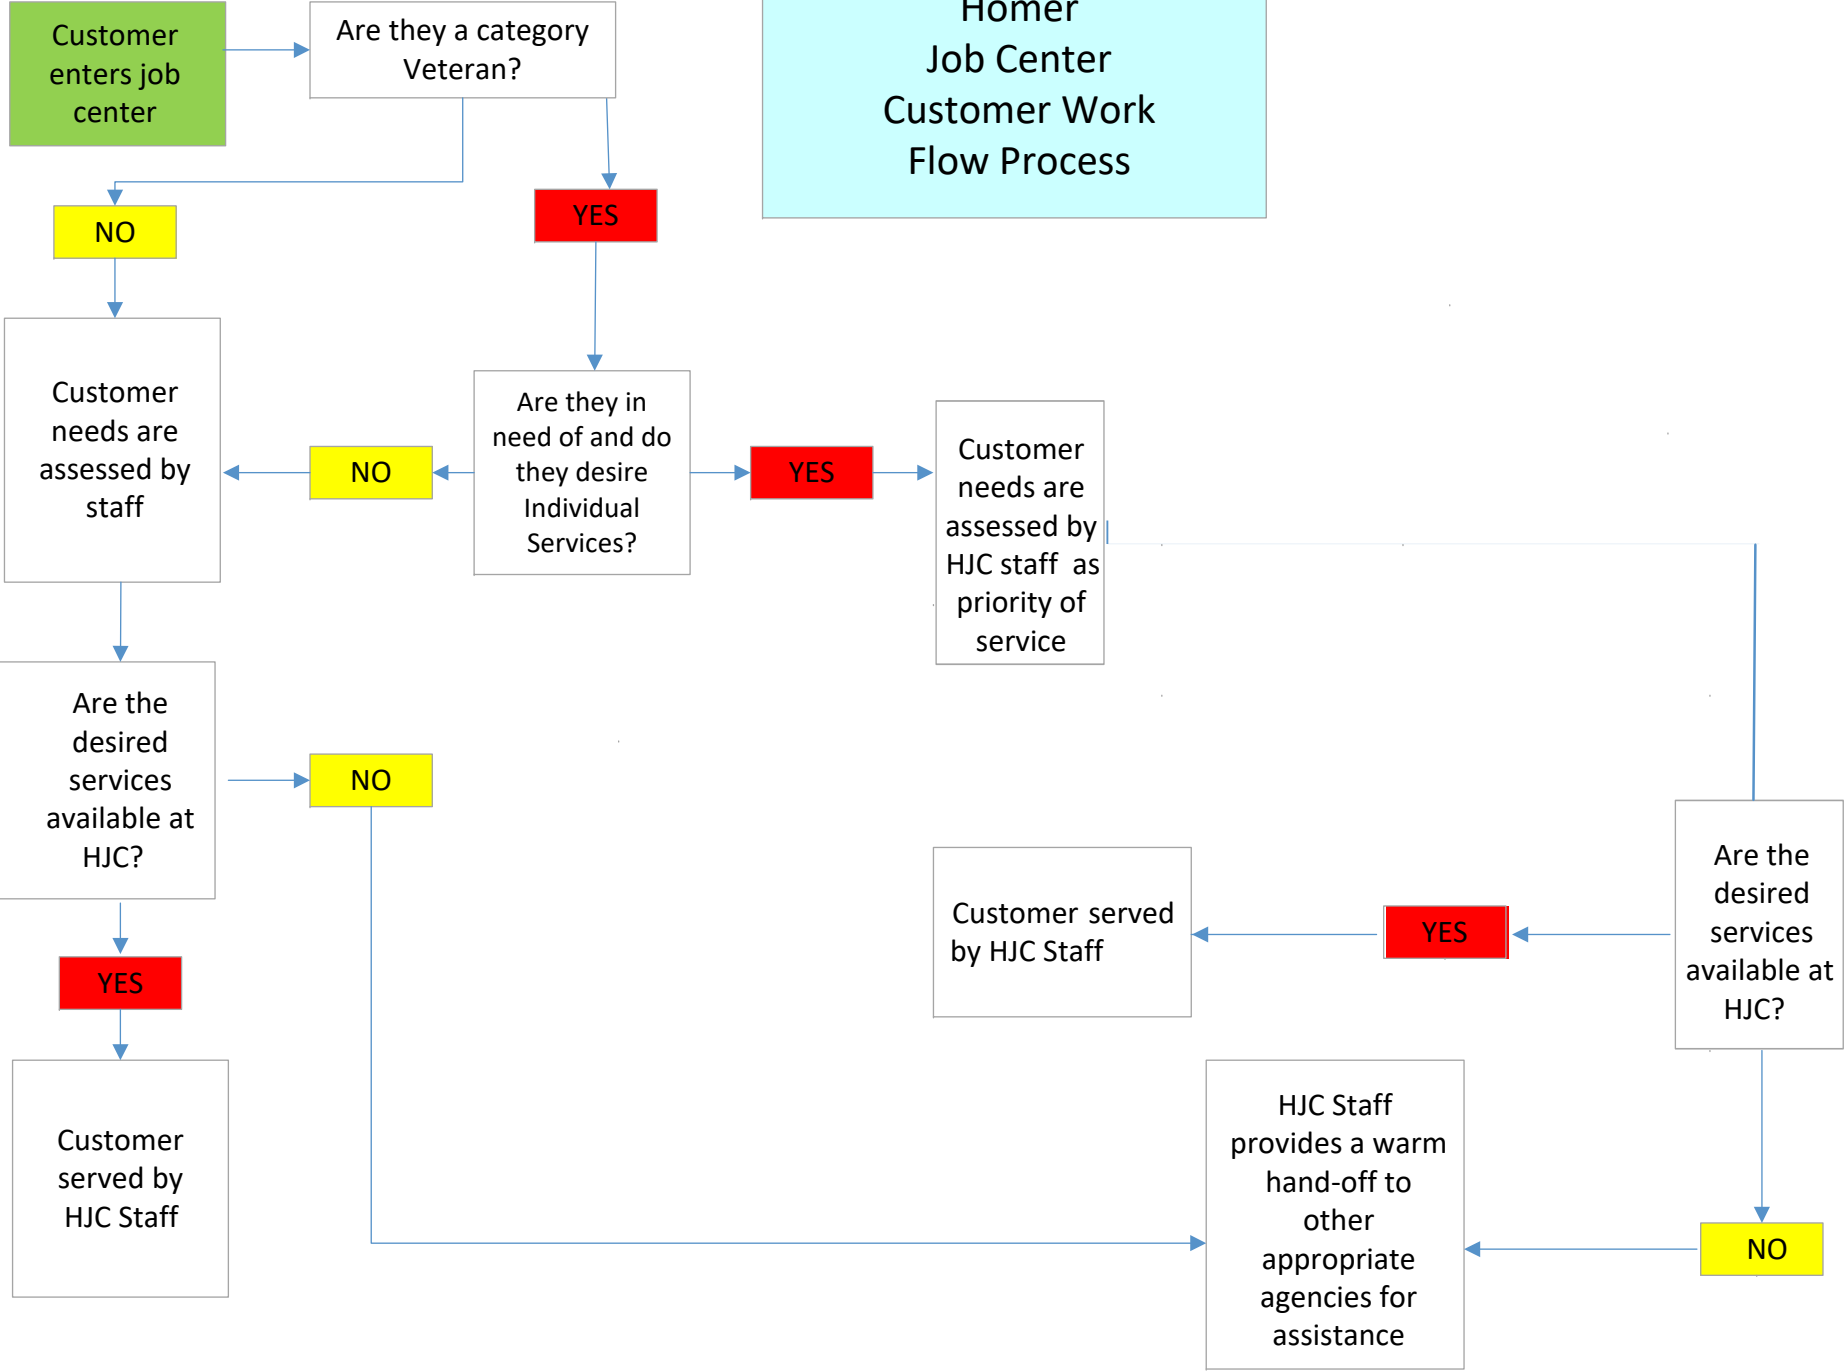 Customer
enters job
center
Are they a category
Veteran?
Homer
Job Center
Customer Work
Flow Process
NO
YES
Customer
needs are
assessed by
staff
NO
Are they in
need of and do
they desire
Individual
Services?
YES
Customer
needs are
assessed by
HJC staff as
priority of
service
Are the
desired
services
available at
HJC?
NO
YES
Customer
served by
HJC Staff
Customer served
by HJC Staff
YES
Are the
desired
services
available at
HJC?
HJC Staff
provides a warm
hand-off to
other
appropriate
agencies for
assistance
NO